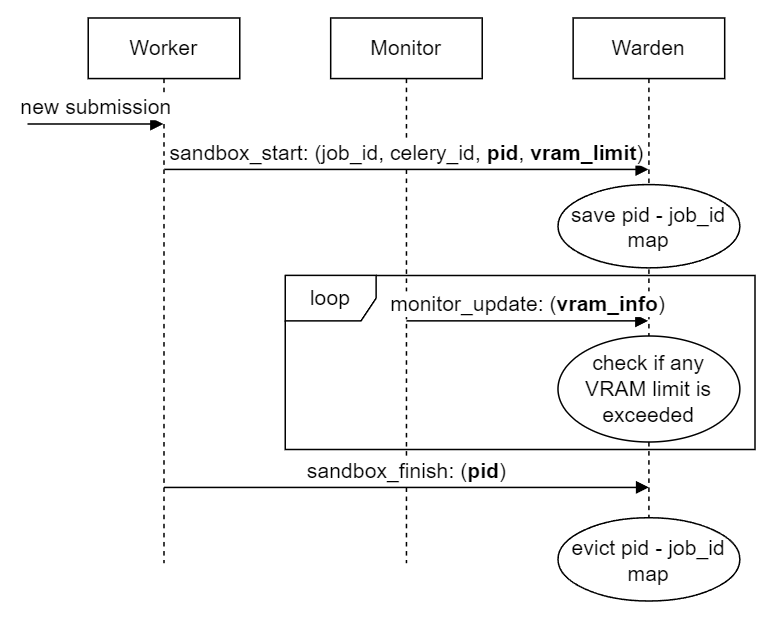 Worker
Monitor
Warden
new submission
sandbox_start: (job_id, celery_id, pid, vram_limit)
save pid - job_id
map
loop
monitor_update: (vram_info)
check if any
VRAM limit is
exceeded
sandbox_finish: (pid)
evict pid - job_id
map